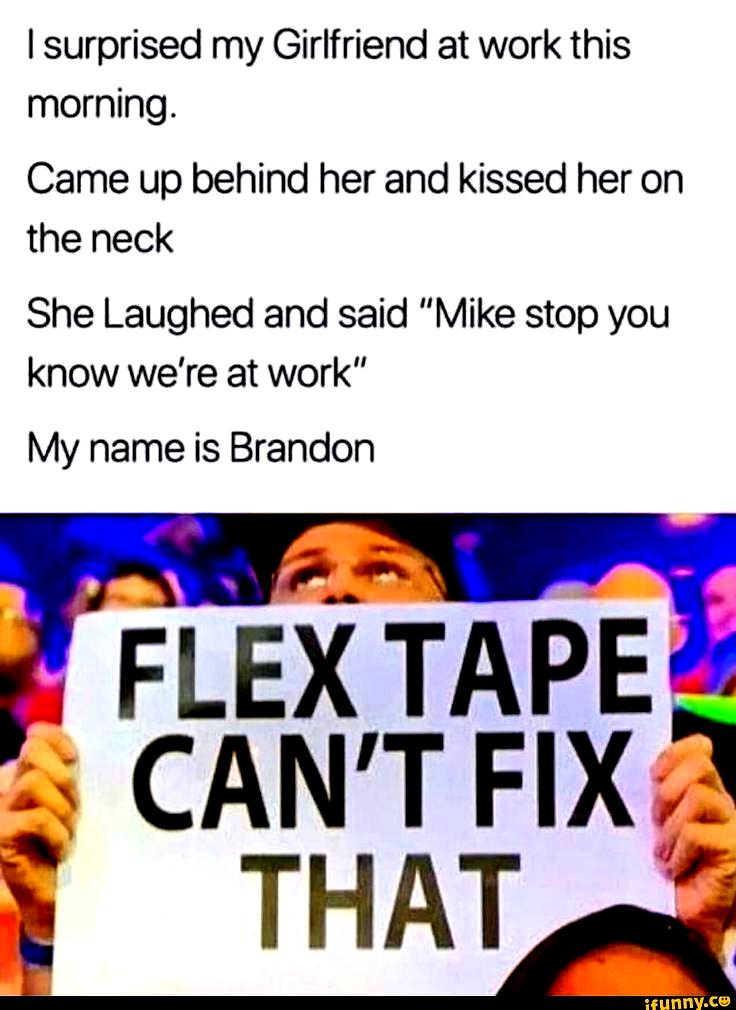 I surprised my Girlfriend at work this
morning.
Came up behind her and kissed her on
the neck
She Laughed and said "Mike stop you
know we're at work"
My name is Brandon
FLEX TAPE
CAN'T FIX
THAT
ifunny.co